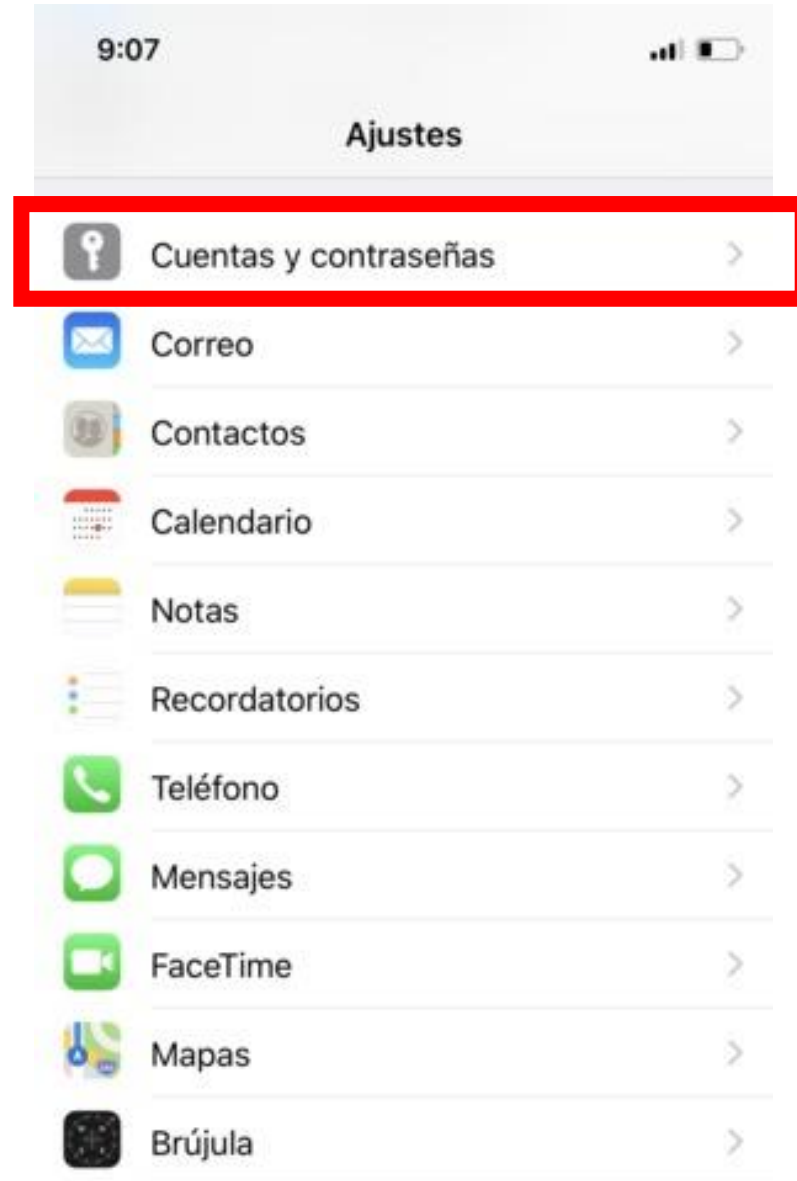 9:07
Ajustes
Cuentas y contraseñas
Correo
Contactos
Calendario
Notas
Recordatorios
Teléfono
Mensajes
FaceTime
Mapas
Brújula